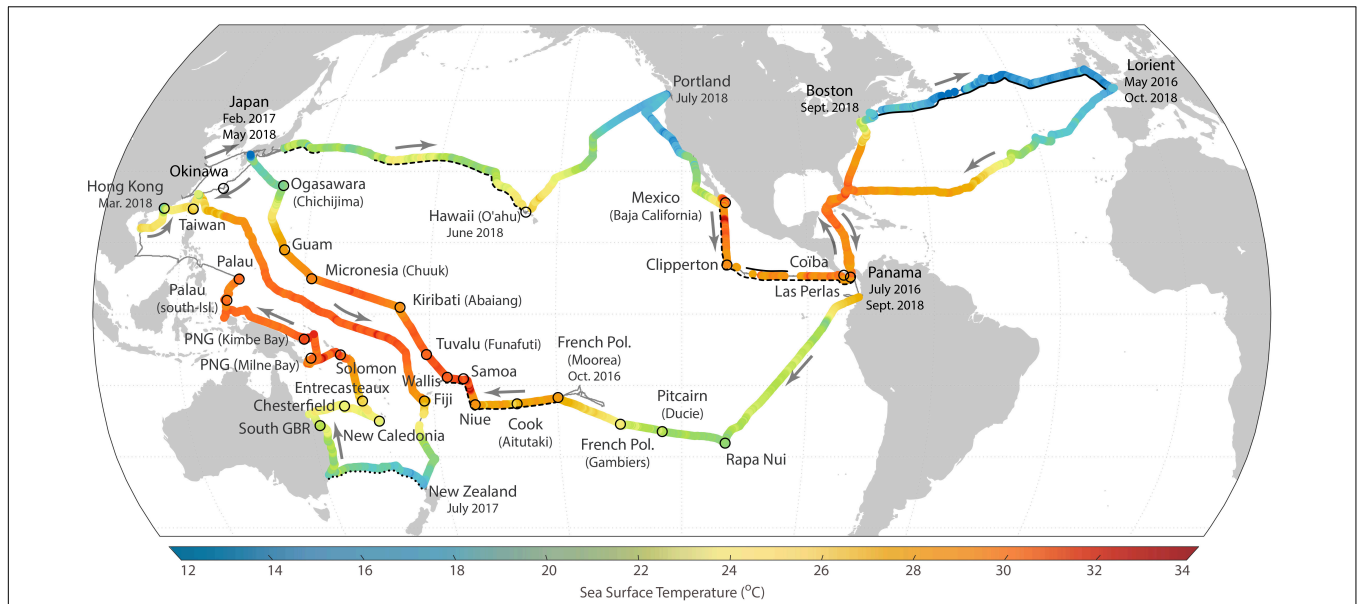 Portland
July 2018
Lorient
May 2016
Oct. 2018
Boston
Sept. 2018
Japan
Feb. 2017
May 2018
Okinawa
Hong Kong
Mar. 2018
Taiwan
Ogasawara
(Chichijima)
Hawaii (O'ahu)
June 2018
Mexico
(Baja California)
Guam
Micronesia (Chuuk)
Palau
Palau
(south-Isl.)
Clipperton
Coïba
Las Perlas
Panama
July 2016
Sept. 2018
Kiribati (Abaiang)
PNG (Kimbe Bay)
PNG (Milne Bay)
Tuvalu (Funafuti)
Solomon
Wallis
Samoa
French Pol.
(Moorea)
Oct. 2016
Entrecasteaux
Chesterfield
Fiji
Niue
Cook
(Aitutaki)
Pitcairn
(Ducie)
South GBR
New Caledonia
French Pol.
(Gambiers)
Rapa Nui
New Zealand
July 2017
12 14 16 18 20 22 24 26 28 30 32 34
Sea Surface Temperature (°C)